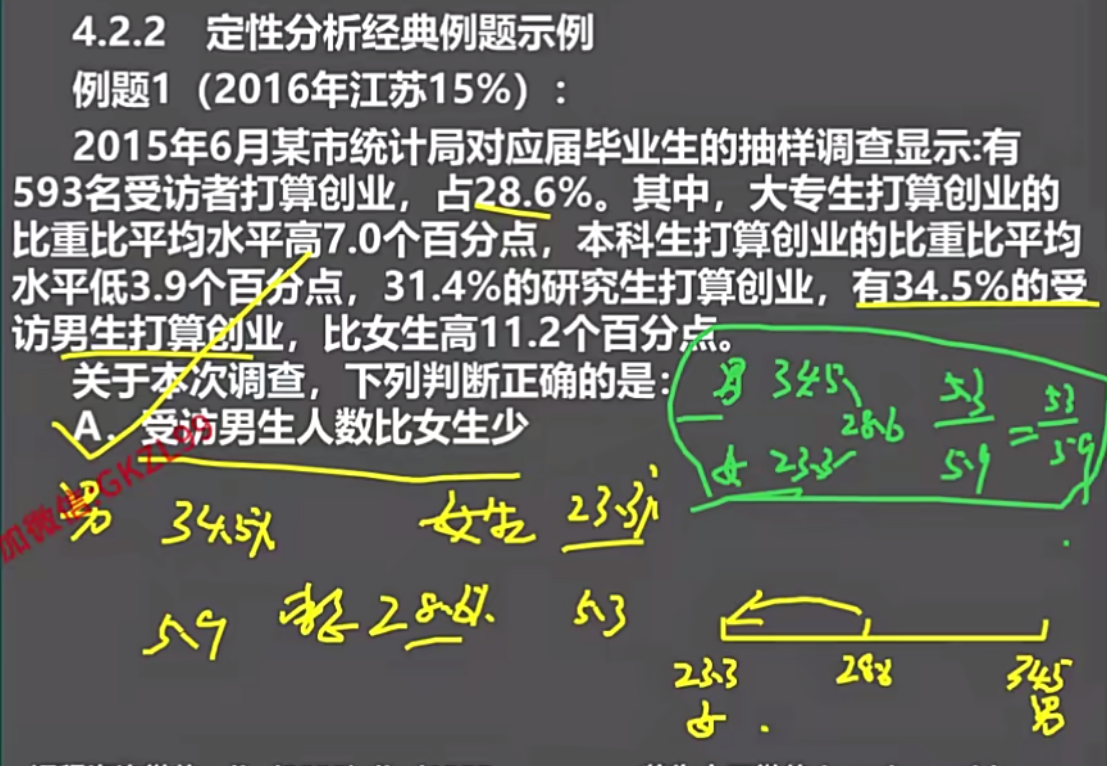 4.2.2 定性分析经典例题示例
例题1（2016年江苏15%）：
2015年6月某市统计局对应届毕业生的抽样调查显示:有
593名受访者打算创业，占28.6%。其中，大专生打算创业的
比重比平均水平高7.0个百分点，本科生打算创业的比重比平均
水平低3.9个百分点，31.4%的研究生打算创业，有34.5%的受
访男生打算创业，比女生高11.2个百分点。
关于本次调查，下列判断正确的是：
A．受访男生人数比女生少
男 34.5
28.6
女 23.3
5.3
5.9
=
53
59
加微信:GKZL99
男 34.5% 女生 23.3%
5.9 28.6% 5.3
23.3 28.6 34.5
女 男